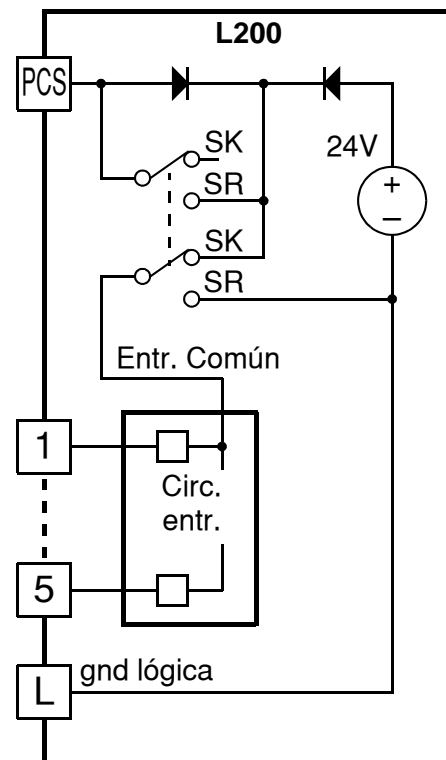 L200
PCS
SK
24V
SR
+
–
SK
SR
Entr. Común
1
Circ.
entr.
5
gnd lógica
L